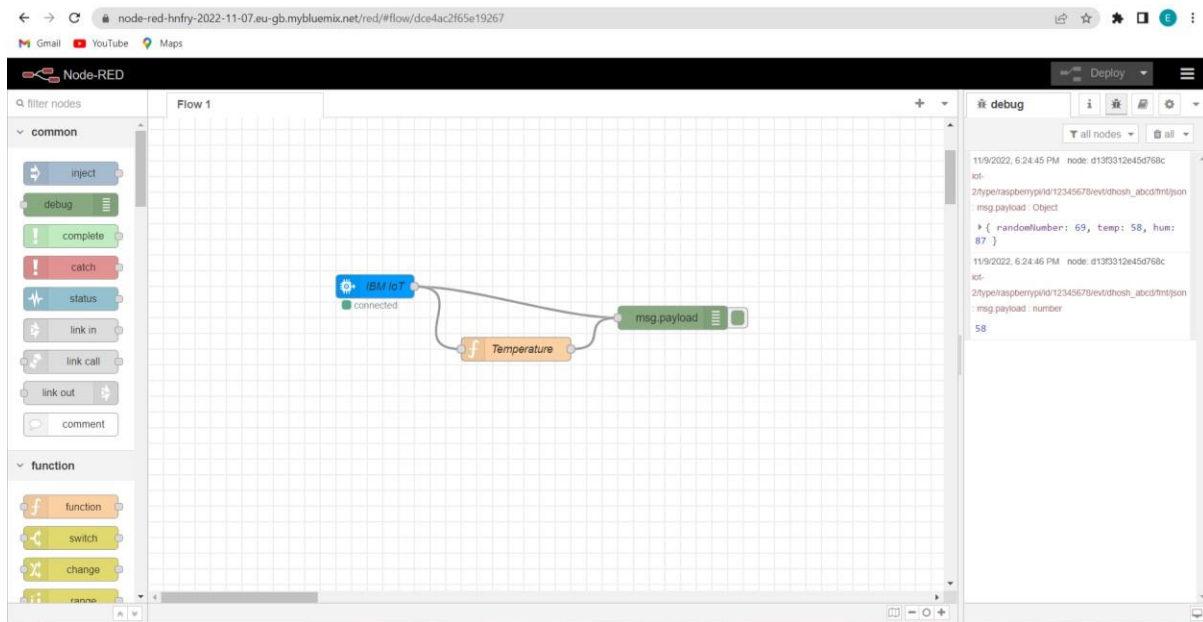 node-red-hnfry-2022-11-07.eu-gb.mybluemix.net/red/#flow/dce4ac2f65e19267
E
Gmail YouTube Maps
Node-RED
Deploy
filter nodes
Flow 1
debug
i
all nodes
all
common
inject
debug
complete
catch
status
link in
link call
link out
comment
function
function
switch
change
range
IBM IoT
connected
Temperature
msg.payload
11/9/2022, 6:24:45 PM node: d13f3312e45d768c
iot-
2/type/raspberrypi/id/12345678/evt/dhosh_abcd/fmt/json
: msg.payload : Object
{ randomNumber: 69, temp: 58, hum:
87 }
11/9/2022, 6:24:46 PM node: d13f3312e45d768c
iot-
2/type/raspberrypi/id/12345678/evt/dhosh_abcd/fmt/json
: msg.payload : number
58